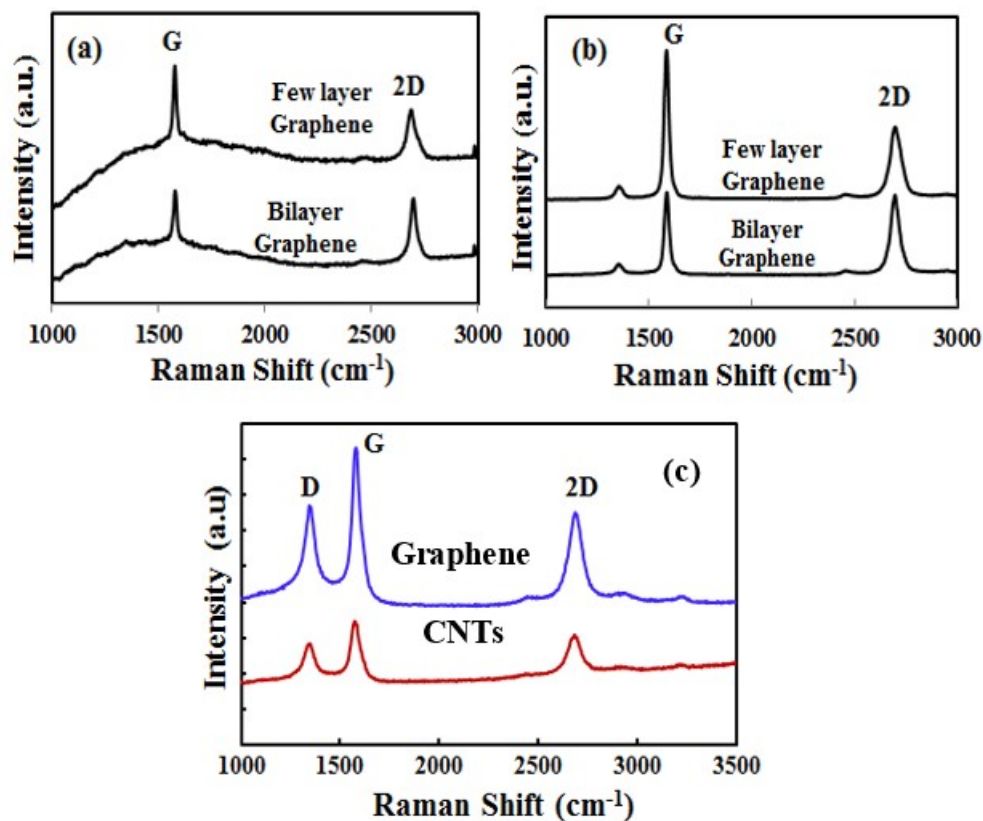 (a)
G
2D
Few layer
Graphene
Bilayer
Graphene
Intensity (a.u.)
1000 1500 2000 2500 3000
Raman Shift (cm⁻¹)
(b)
G
2D
Few layer
Graphene
Bilayer
Graphene
Intensity (a.u.)
1000 1500 2000 2500 3000
Raman Shift (cm⁻¹)
(c)
D
G
2D
Graphene
CNTs
Intensity (a.u)
1000 1500 2000 2500 3000 3500
Raman Shift (cm⁻¹)